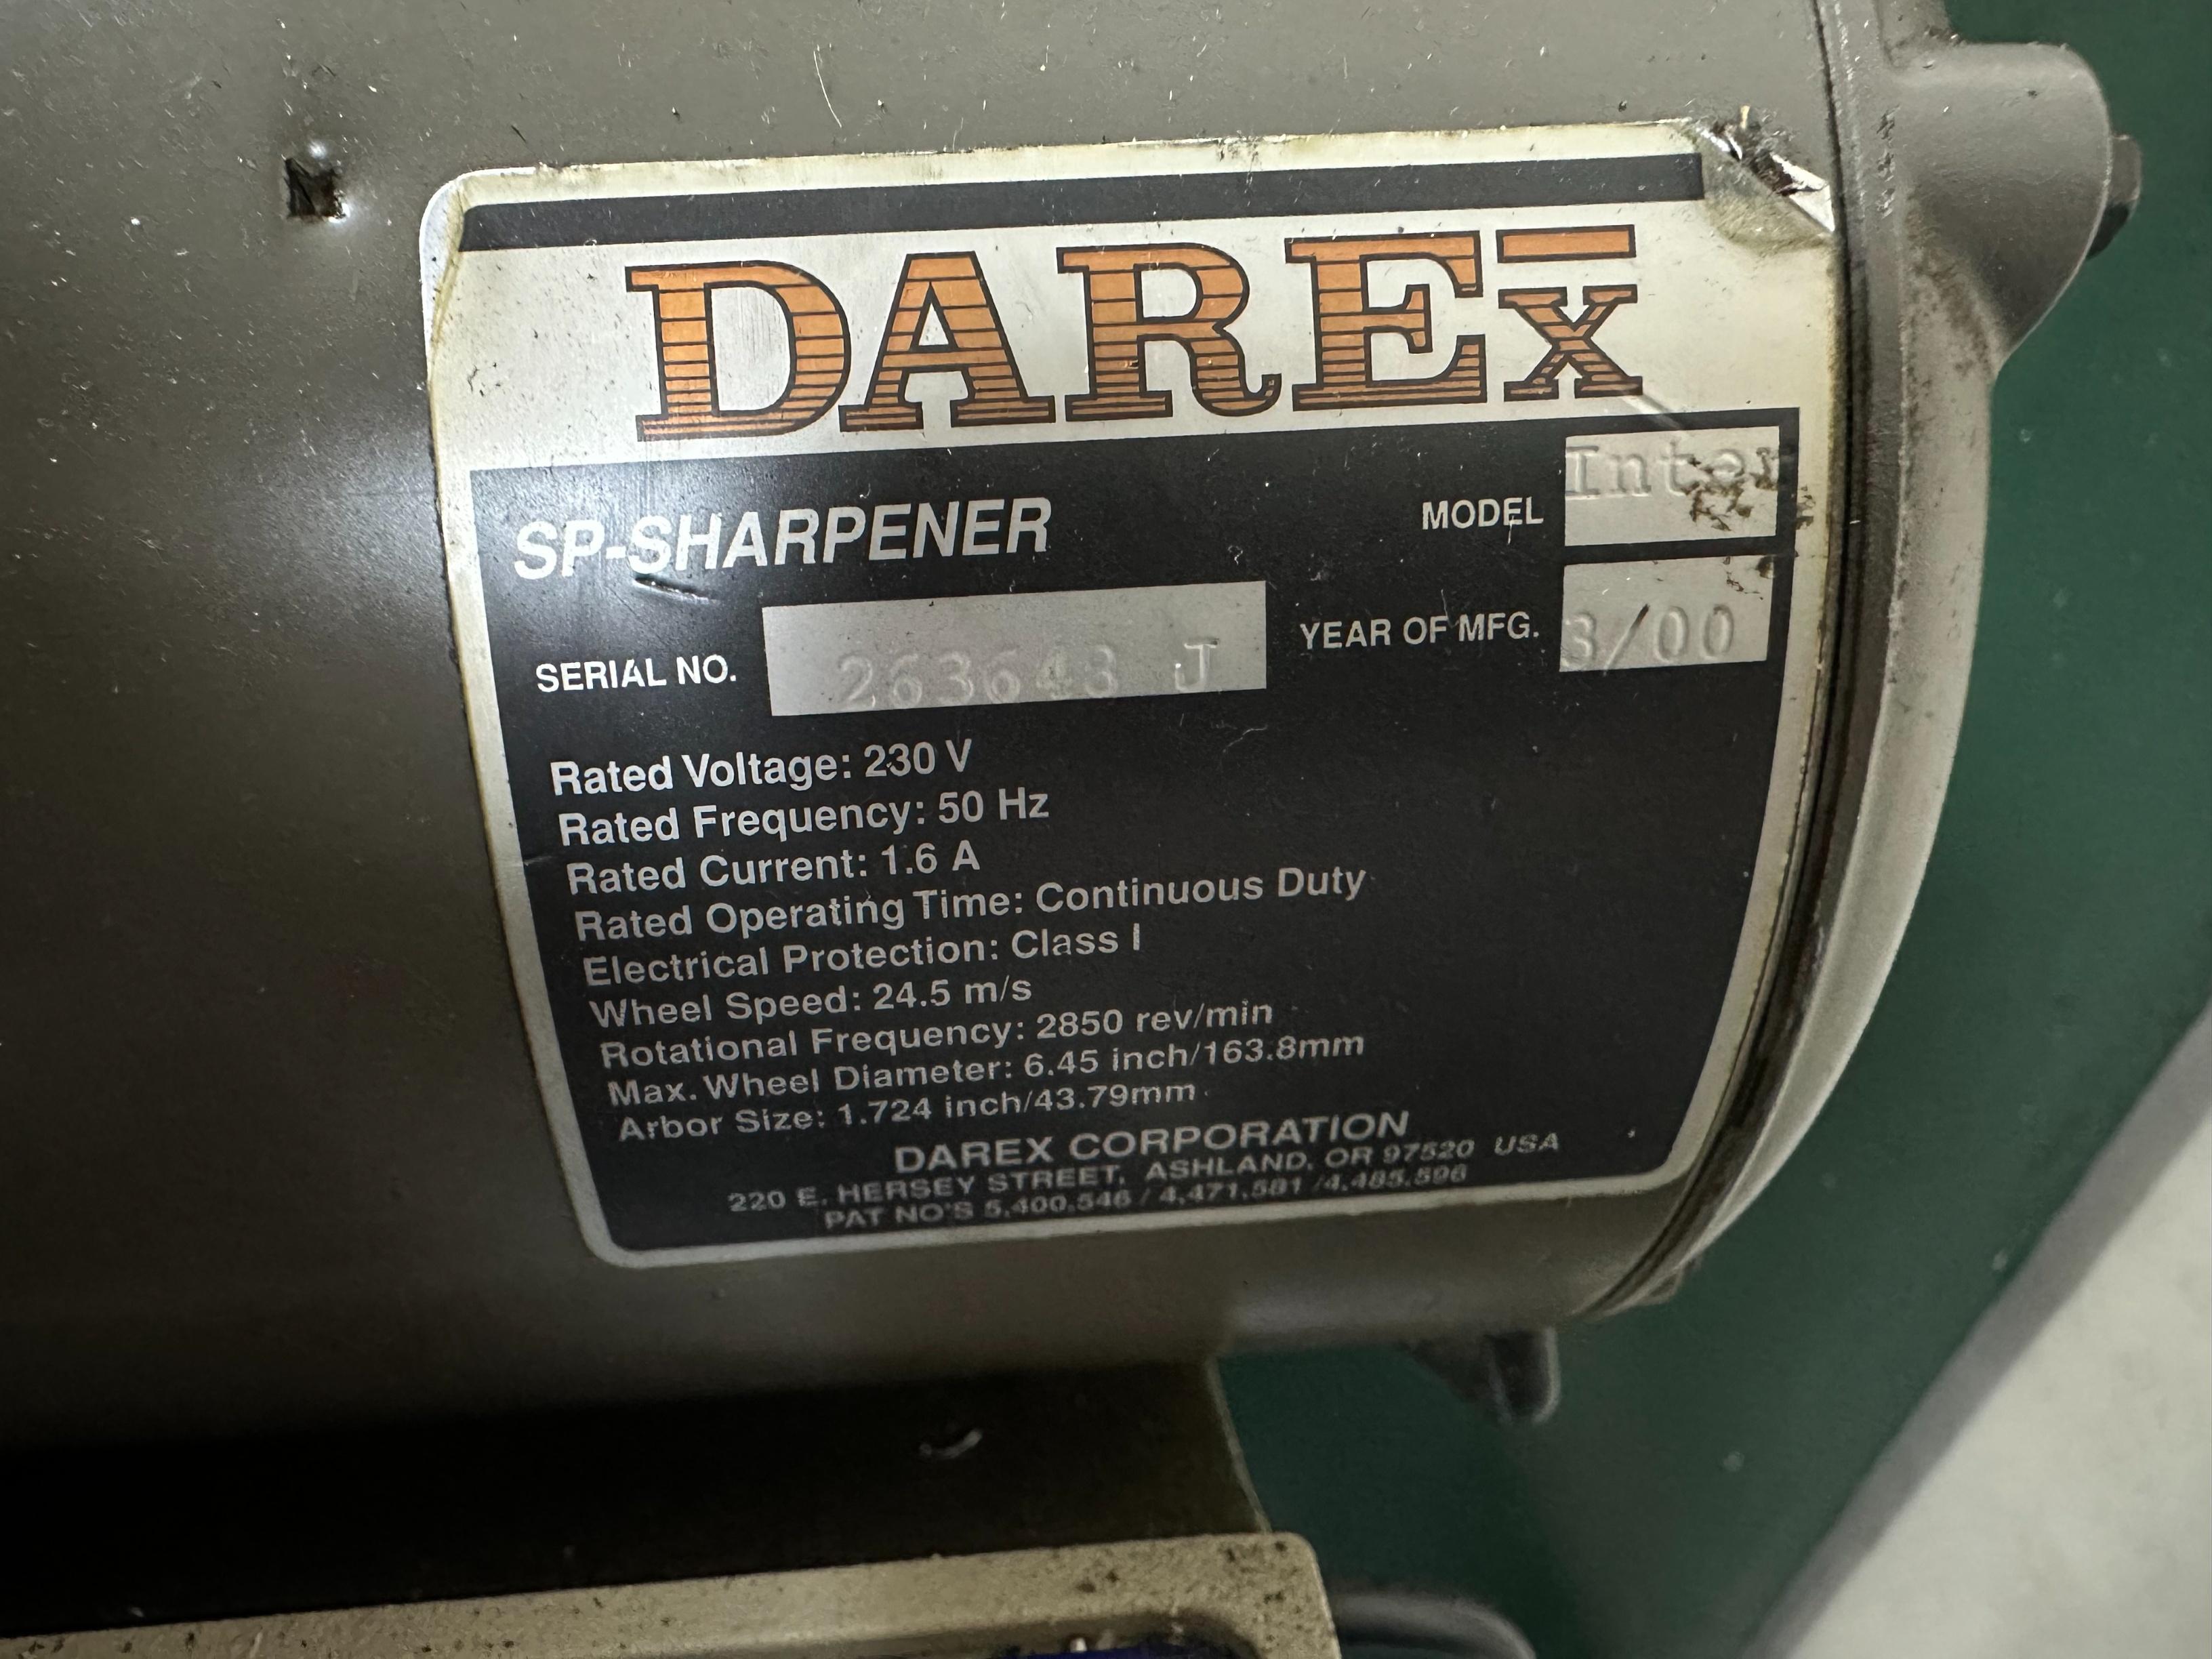 DAREx
SP-SHARPENER
MODEL Inter
SERIAL NO. 263643 J
YEAR OF MFG. 3/00
Rated Voltage: 230 V
Rated Frequency: 50 Hz
Rated Current: 1.6 A
Rated Operating Time: Continuous Duty
Electrical Protection: Class I
Wheel Speed: 24.5 m/s
Rotational Frequency: 2850 rev/min
Max. Wheel Diameter: 6.45 inch/163.8mm
Arbor Size: 1.724 inch/43.79mm
DAREX CORPORATION
220 E. HERSEY STREET, ASHLAND, OR 97520 USA
PAT NO'S 5,400,546 / 4,471,581 /4,485,596